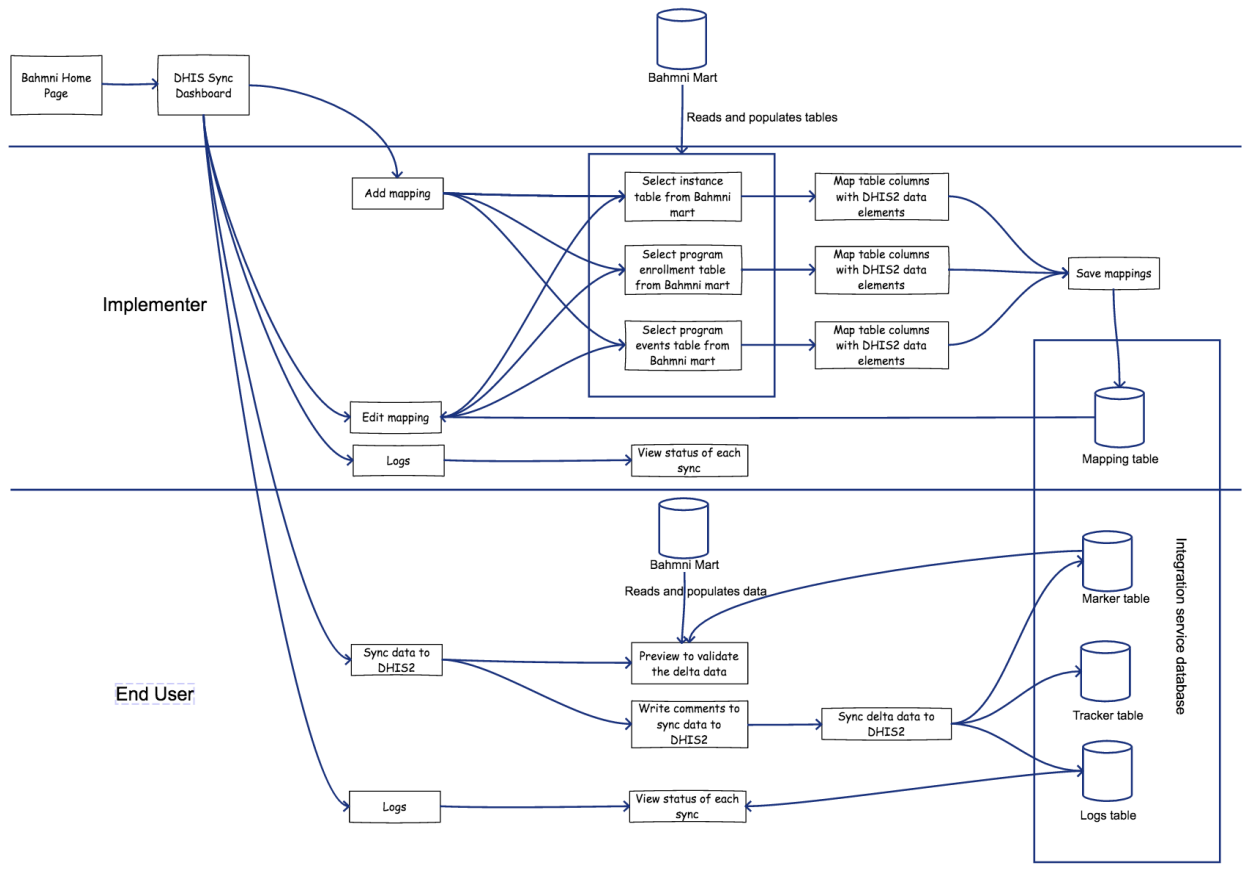 Bahmni Home
Page
DHIS Sync
Dashboard
Bahmni Mart
Reads and populates tables
Implementer
Add mapping
Select instance
table from Bahmni
mart
Map table columns
with DHIS2 data
elements
Select program
enrollment table
from Bahmni mart
Map table columns
with DHIS2 data
elements
Save mappings
Select program
events table from
Bahmni mart
Map table columns
with DHIS2 data
elements
Edit mapping
Mapping table
Logs
View status of each
sync
End User
Bahmni Mart
Reads and populates data
Sync data to
DHIS2
Preview to validate
the delta data
Write comments to
sync data to
DHIS2
Sync delta data to
DHIS2
Logs
View status of each
sync
Marker table
Tracker table
Logs table
Integration service database